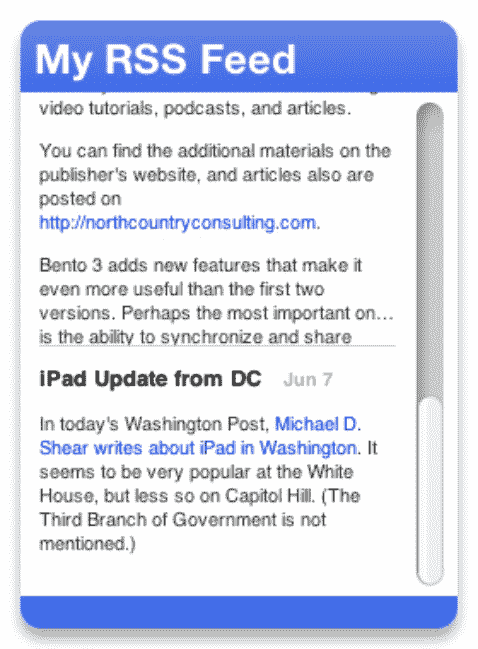 My RSS Feed
video tutorials, podcasts, and articles.
You can find the additional materials on the
publisher's website, and articles also are
posted on
http://northcountryconsulting.com.
Bento 3 adds new features that make it
even more useful than the first two
versions. Perhaps the most important on…
is the ability to synchronize and share
iPad Update from DC Jun 7
In today's Washington Post, Michael D.
Shear writes about iPad in Washington. It
seems to be very popular at the White
House, but less so on Capitol Hill. (The
Third Branch of Government is not
mentioned.)